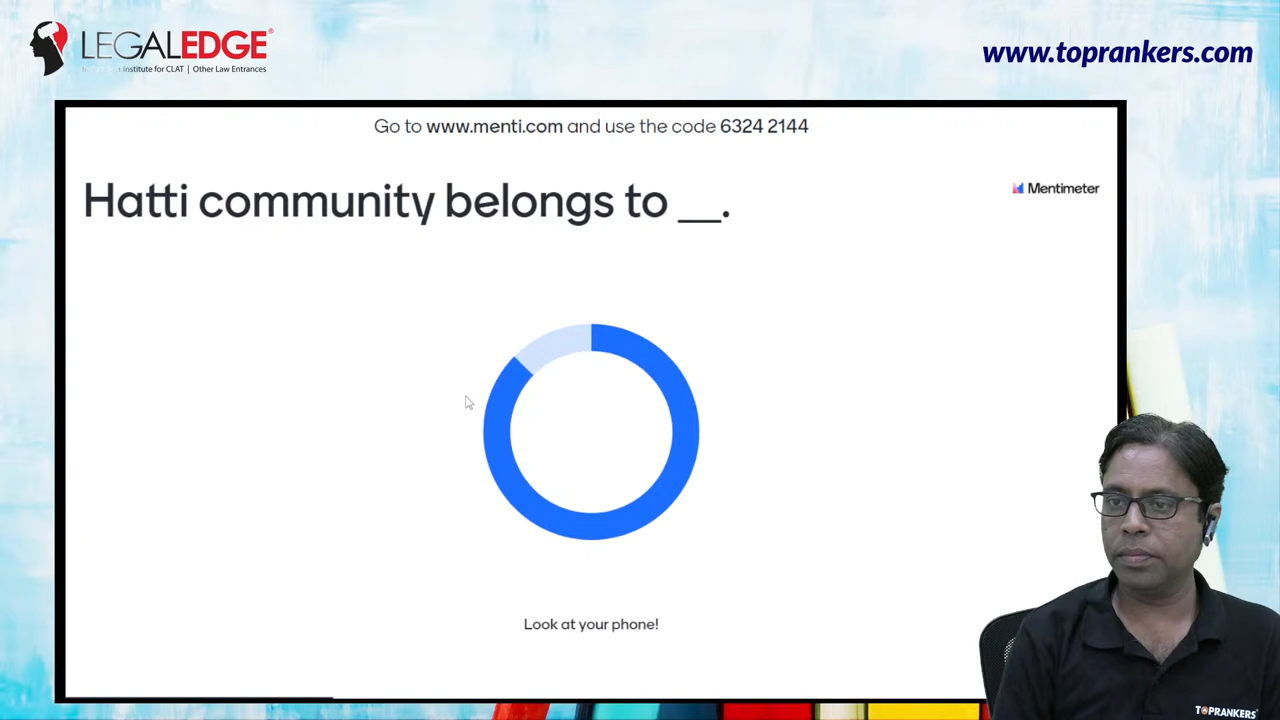 LEGALEDGE®
Institute for CLAT | Other Law Entrances
www.toprankers.com
Go to www.menti.com and use the code 6324 2144
Hatti community belongs to __.
Mentimeter
Look at your phone!
TOPRANKERS